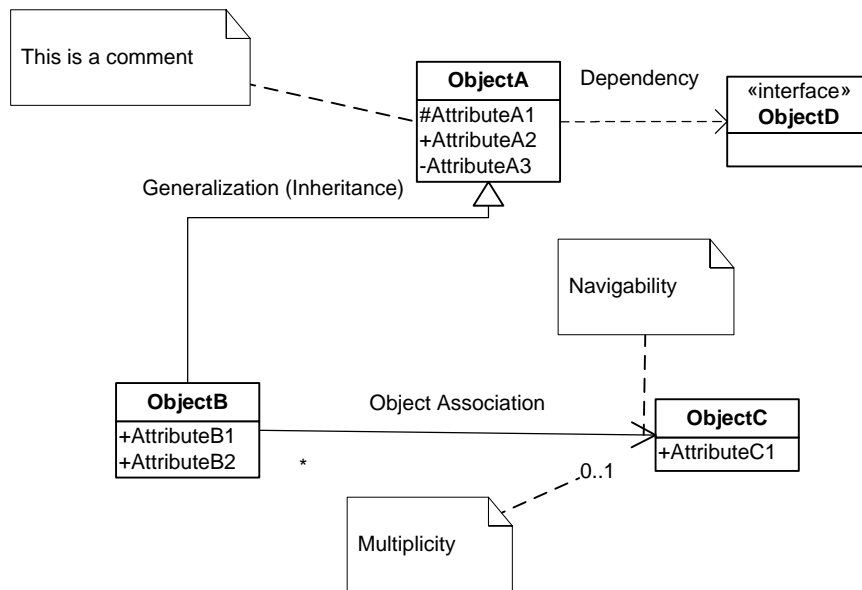 This is a comment
ObjectA
#AttributeA1
+AttributeA2
-AttributeA3
Dependency
«interface»
ObjectD
Generalization (Inheritance)
Navigability
ObjectB
+AttributeB1
+AttributeB2
Object Association
*
ObjectC
+AttributeC1
0..1
Multiplicity